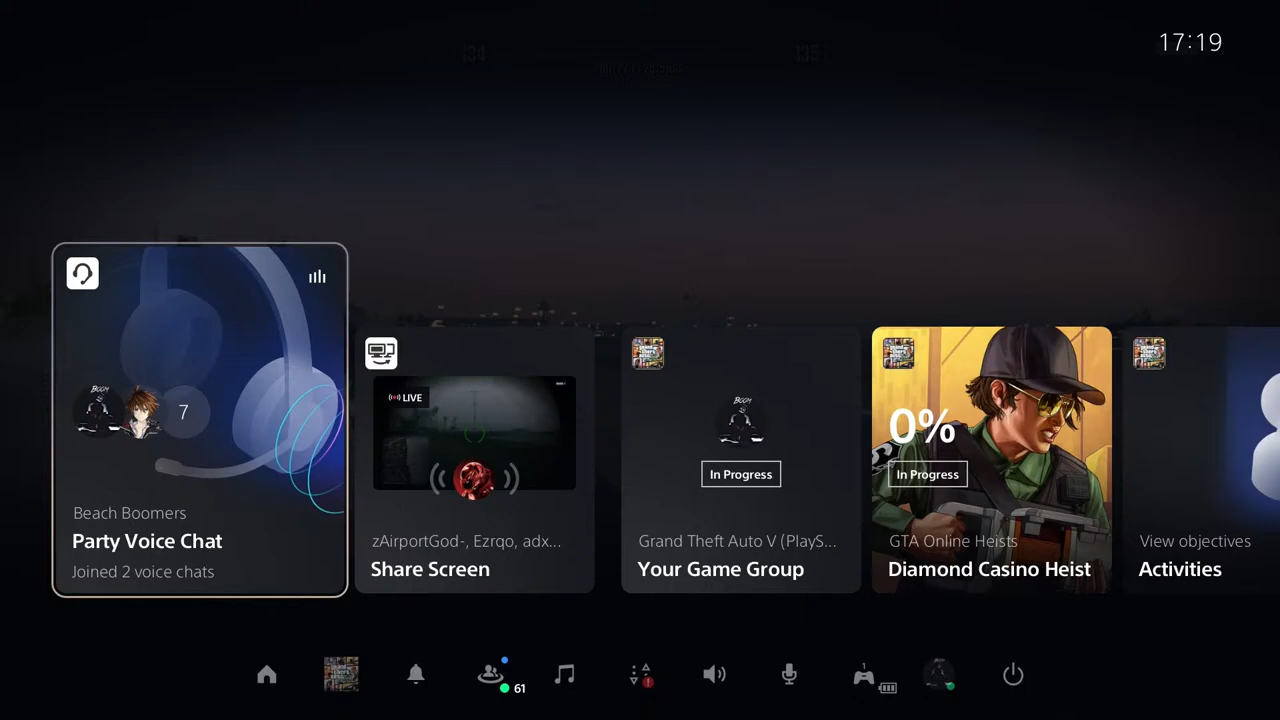 17:19
7
Beach Boomers
Party Voice Chat
Joined 2 voice chats
LIVE
zAirportGod-, Ezrqo, adx...
Share Screen
BOOM
In Progress
Grand Theft Auto V (PlayS...
Your Game Group
0%
In Progress
GTA Online Heists
Diamond Casino Heist
View objectives
Activities
61
1